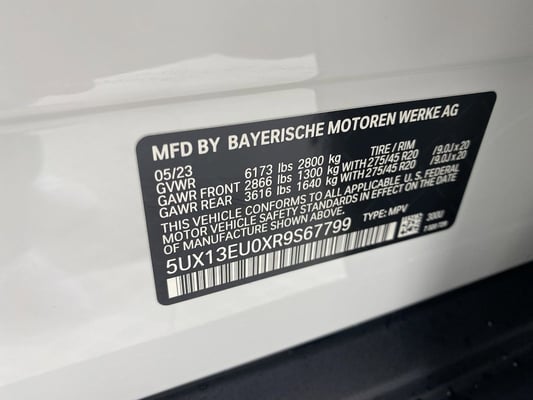 MFD BY BAYERISCHE MOTOREN WERKE AG
05/23 6173 lbs 2800 kg TIRE / RIM
GVWR
GAWR FRONT 2866 lbs 1300 kg WITH 275/45 R20 /9.0J x 20
GAWR REAR 3616 lbs 1640 kg WITH 275/45 R20 /9.0J x 20
THIS VEHICLE CONFORMS TO ALL APPLICABLE U.S. FEDERAL
MOTOR VEHICLE SAFETY STANDARDS IN EFFECT ON THE DATE
OF MANUFACTURE SHOWN ABOVE.
5UX13EU0XR9S67799 TYPE: MPV 300U